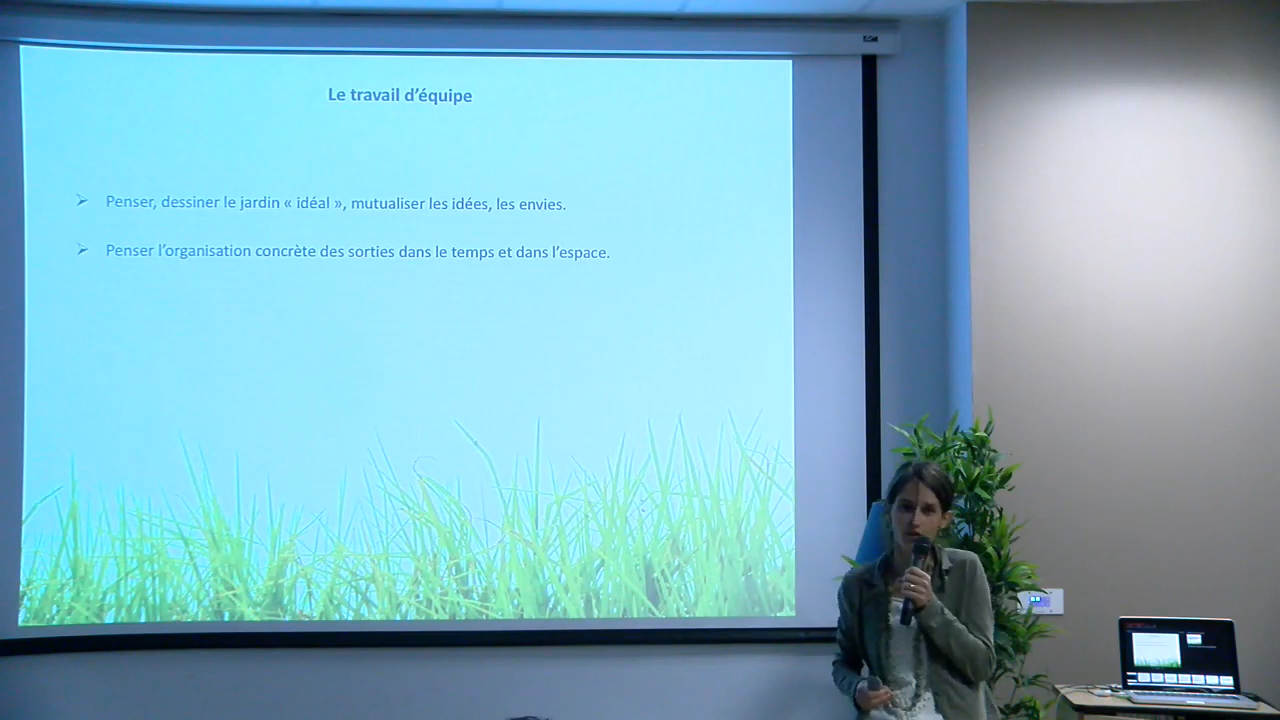 Le travail d’équipe
➢ Penser, dessiner le jardin « idéal », mutualiser les idées, les envies.
➢ Penser l’organisation concrète des sorties dans le temps et dans l’espace.